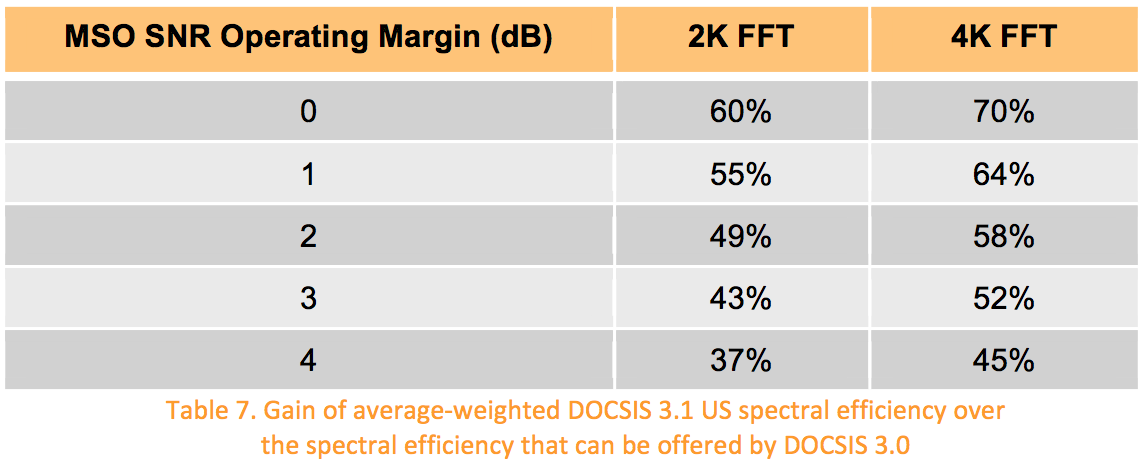 MSO SNR Operating Margin (dB) 2K FFT 4K FFT
0 60% 70%
1 55% 64%
2 49% 58%
3 43% 52%
4 37% 45%
Table 7. Gain of average-weighted DOCSIS 3.1 US spectral efficiency over
the spectral efficiency that can be offered by DOCSIS 3.0